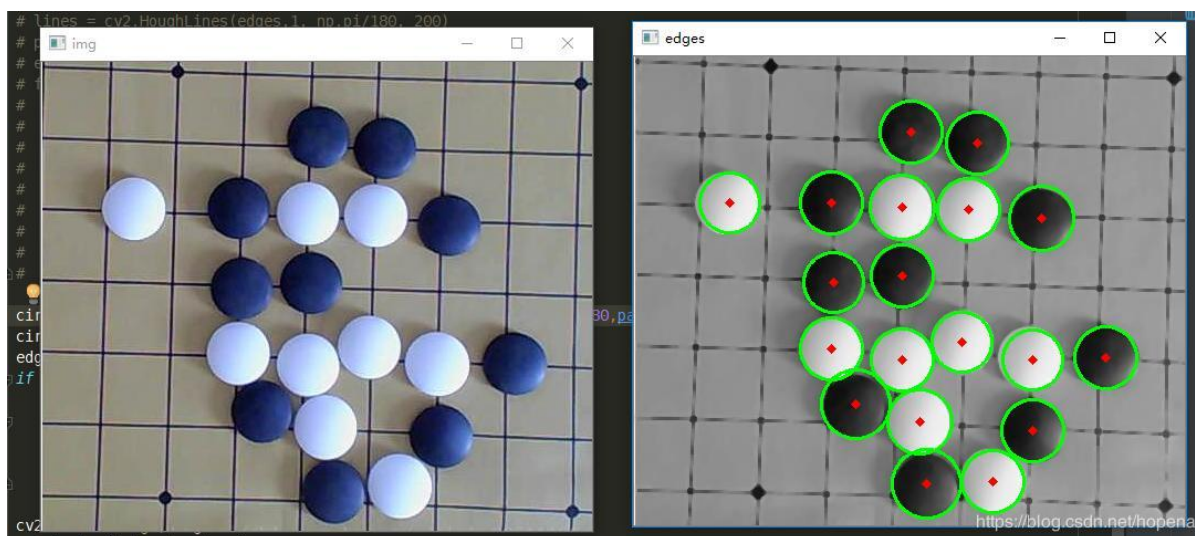 # lines = cv2.HoughLines(edges,1, np.pi/180, 200)
# p
img
edges
# e
# f
#
#
#
#
#
#
#
#
#
cir
80,pa
cir
edg
if
cv2
https://blog.csdn.net/hopena